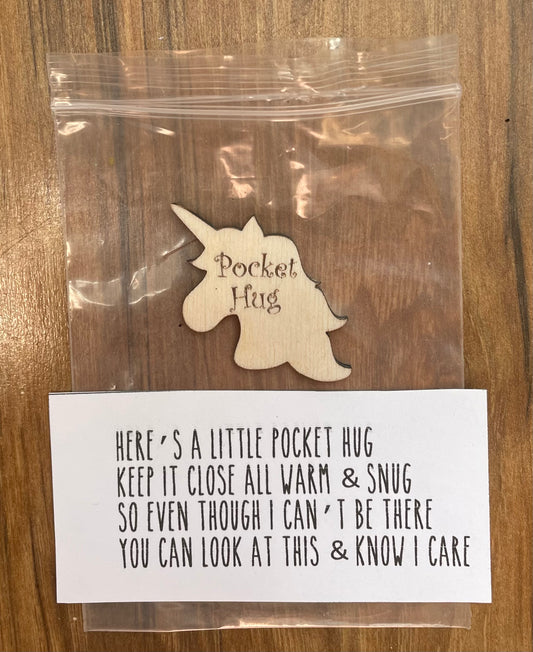 Pocket
Hug
HERE'S A LITTLE POCKET HUG
KEEP IT CLOSE ALL WARM & SNUG
SO EVEN THOUGH I CAN'T BE THERE
YOU CAN LOOK AT THIS & KNOW I CARE